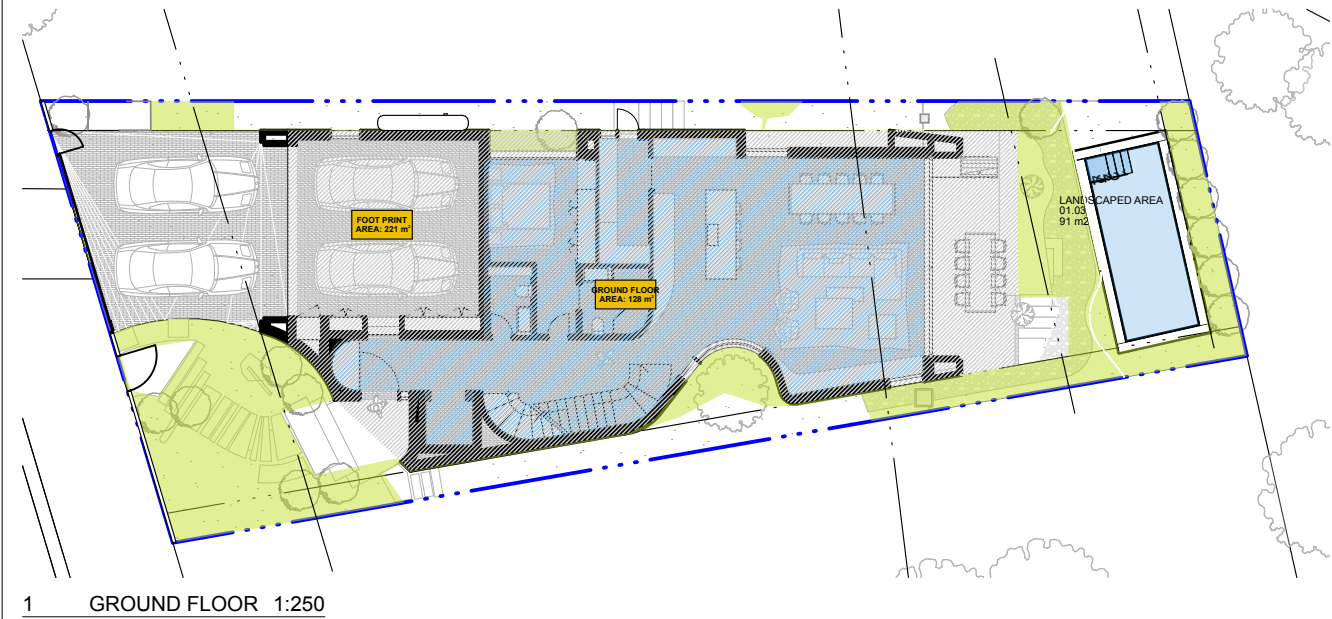 FOOT PRINT
AREA: 221 m²
LANDSCAPED AREA
01.03
91 m2
GROUND FLOOR
AREA: 128 m²
1 GROUND FLOOR 1:250